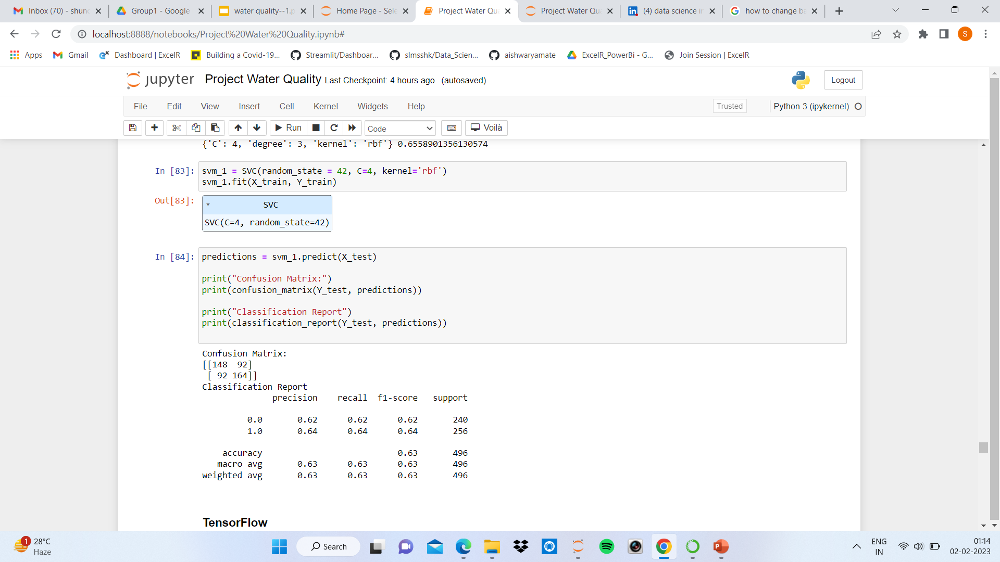 Inbox (70) - shun
Group1 - Google
water quality--1.p
Home Page - Sele
Project Water Qu
Project Water Qu
(4) data science in
how to change ba
localhost:8888/notebooks/Project%20Water%20Quality.ipynb#
S
Apps
Gmail
Dashboard | ExcelR
Building a Covid-19...
Streamlit/Dashboar...
slmsshk/Data_Scien...
aishwaryamate
ExcelR_PowerBi - G...
Join Session | ExcelR
jupyter Project Water Quality Last Checkpoint: 4 hours ago (autosaved)
Logout
File Edit View Insert Cell Kernel Widgets Help
Trusted
Python 3 (ipykernel)
Run
Code
Voilà
{'C': 4, 'degree': 3, 'kernel': 'rbf'} 0.6558901356130574
In [83]: svm_1 = SVC(random_state = 42, C=4, kernel='rbf')
svm_1.fit(X_train, Y_train)
Out[83]:
SVC
SVC(C=4, random_state=42)
In [84]: predictions = svm_1.predict(X_test)
print("Confusion Matrix:")
print(confusion_matrix(Y_test, predictions))
print("Classification Report")
print(classification_report(Y_test, predictions))
Confusion Matrix:
[[148  92]
 [ 92 164]]
Classification Report
precision recall f1-score support
0.0 0.62 0.62 0.62 240
1.0 0.64 0.64 0.64 256
accuracy 0.63 496
macro avg 0.63 0.63 0.63 496
weighted avg 0.63 0.63 0.63 496
TensorFlow
1
28°C
Haze
Search
P
ENG
IN
01:14
02-02-2023